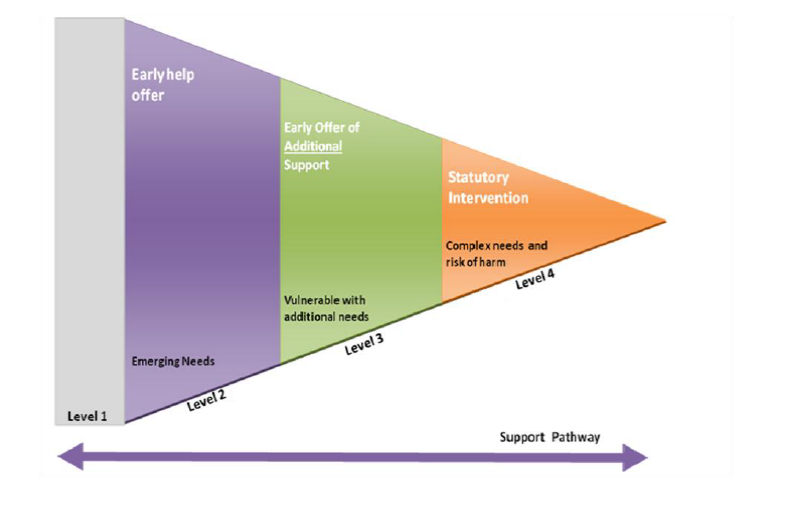 Early help
offer
Early Offer of
Additional
Support
Statutory
Intervention
Complex needs and
risk of harm
Level 4
Vulnerable with
additional needs
Level 3
Emerging Needs
Level 2
Level 1
Support Pathway